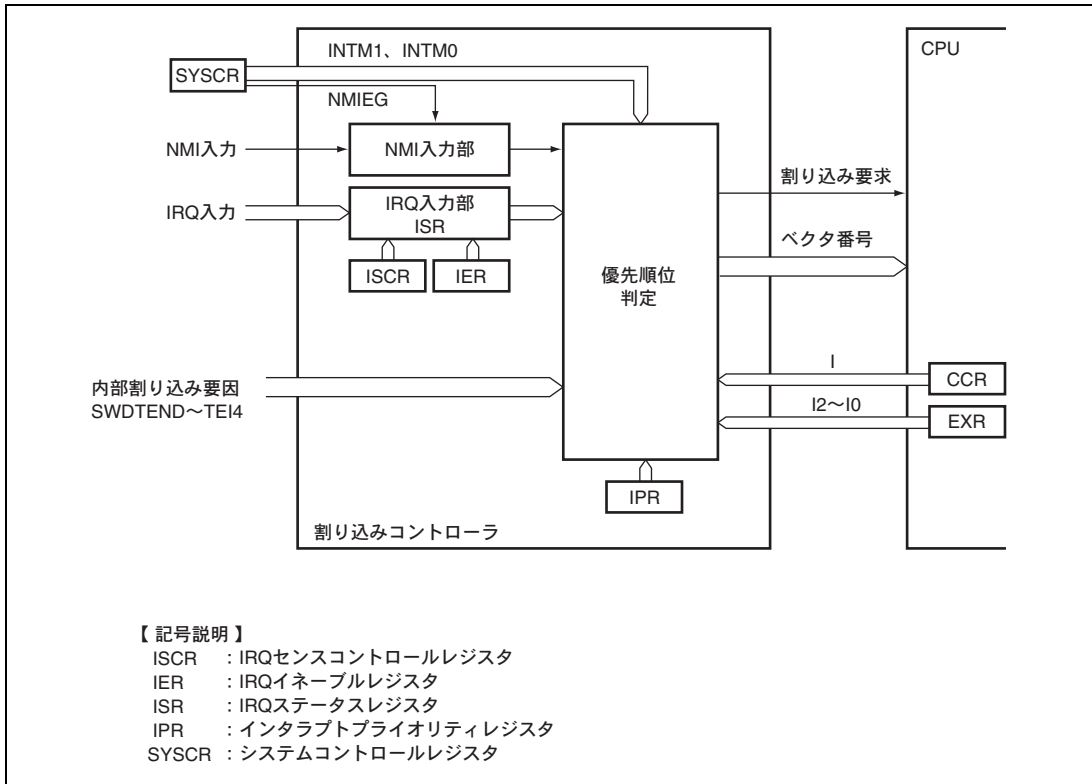 INTM1、INTM0
CPU
SYSCR
NMIEG
NMI入力
NMI入力部
割り込み要求
IRQ入力
IRQ入力部
ISR
ベクタ番号
ISCR
IER
優先順位
判定
内部割り込み要因
SWDTEND～TEI4
I
CCR
I2～I0
EXR
IPR
割り込みコントローラ
【 記号説明 】
ISCR ：IRQセンスコントロールレジスタ
IER ：IRQイネーブルレジスタ
ISR ：IRQステータスレジスタ
IPR ：インタラプトプライオリティレジスタ
SYSCR ：システムコントロールレジスタ